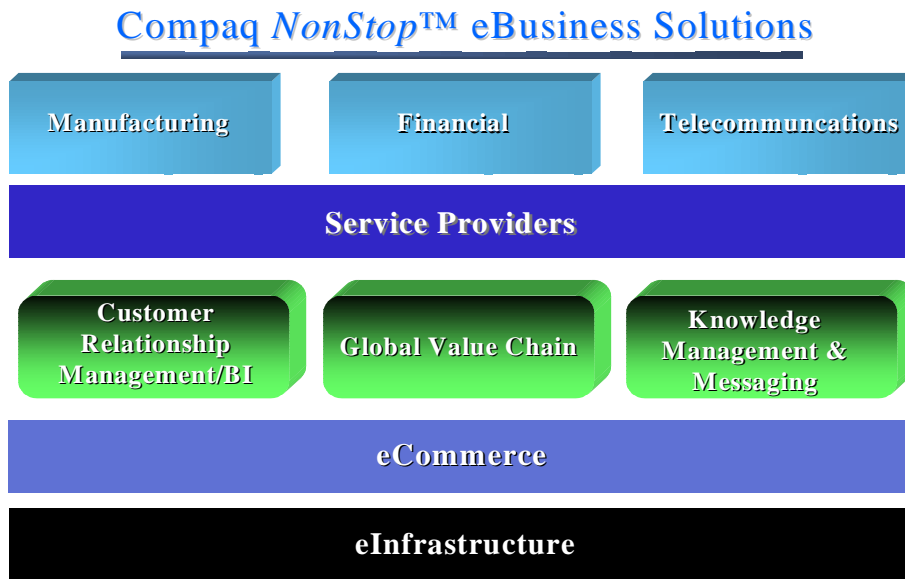 Compaq NonStop™ eBusiness Solutions
Manufacturing
Financial
Telecommuncations
Service Providers
Customer
Relationship
Management/BI
Global Value Chain
Knowledge
Management &
Messaging
eCommerce
eInfrastructure